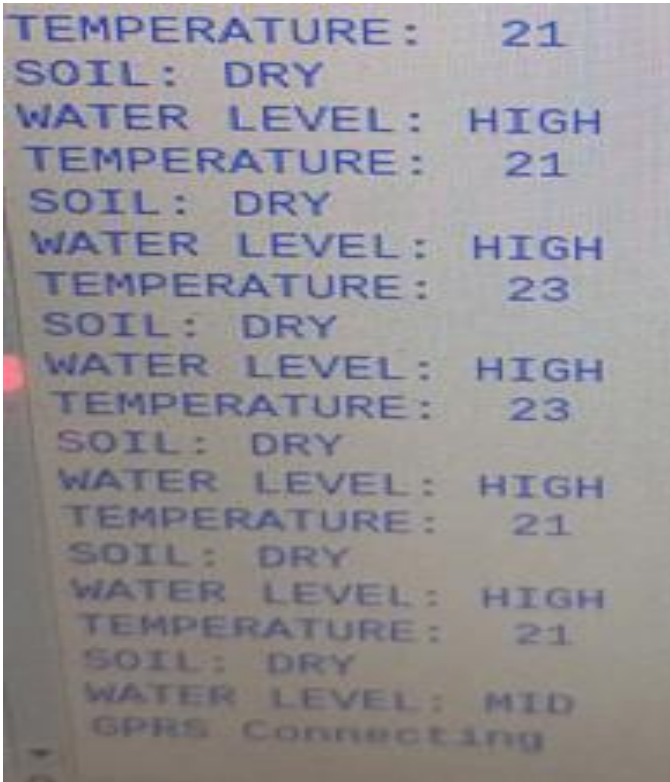 TEMPERATURE: 21
SOIL: DRY
WATER LEVEL: HIGH
TEMPERATURE: 21
SOIL: DRY
WATER LEVEL: HIGH
TEMPERATURE: 23
SOIL: DRY
WATER LEVEL: HIGH
TEMPERATURE: 23
SOIL: DRY
WATER LEVEL: HIGH
TEMPERATURE: 21
SOIL: DRY
WATER LEVEL: HIGH
TEMPERATURE: 21
SOIL: DRY
WATER LEVEL: MID
GPRS Connecting